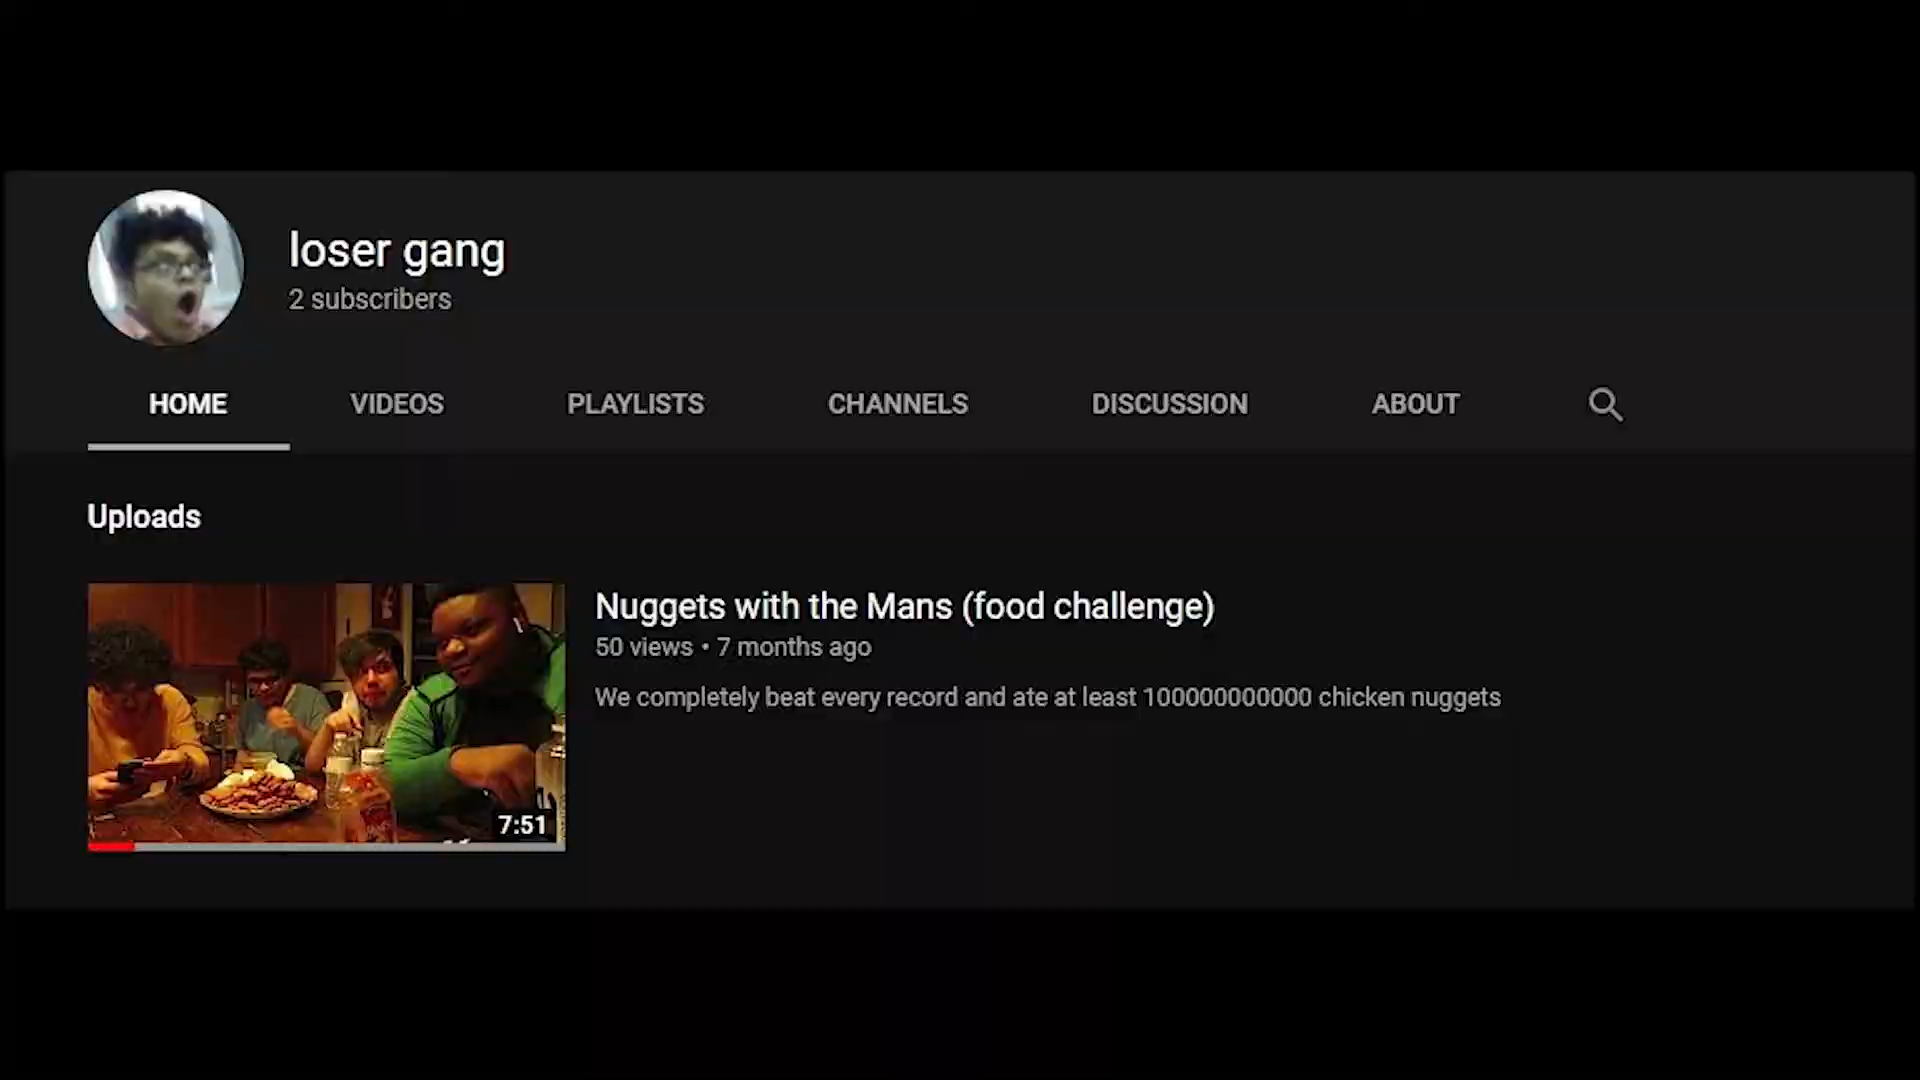 loser gang
2 subscribers
HOME VIDEOS PLAYLISTS CHANNELS DISCUSSION ABOUT
Uploads
Nuggets with the Mans (food challenge)
50 views • 7 months ago
We completely beat every record and ate at least 100000000000 chicken nuggets
7:51